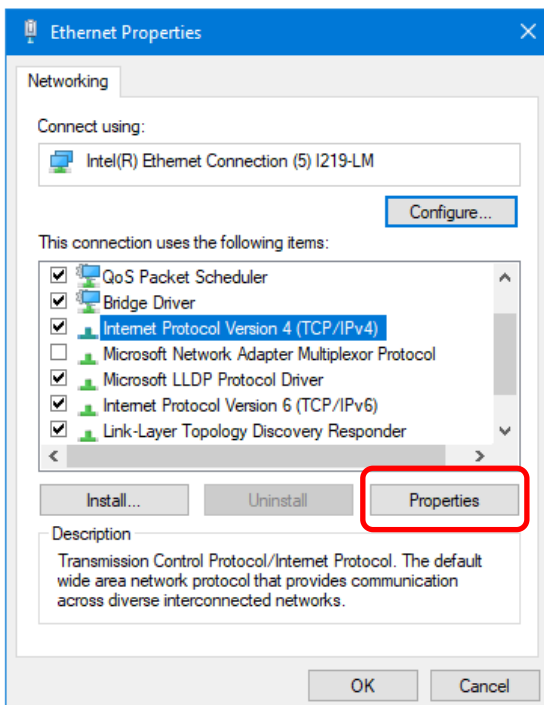 Ethernet Properties
Networking
Connect using:
Intel(R) Ethernet Connection (5) I219-LM
Configure...
This connection uses the following items:
QoS Packet Scheduler
Bridge Driver
Internet Protocol Version 4 (TCP/IPv4)
Microsoft Network Adapter Multiplexor Protocol
Microsoft LLDP Protocol Driver
Internet Protocol Version 6 (TCP/IPv6)
Link-Layer Topology Discovery Responder
Install... Uninstall Properties
Description
Transmission Control Protocol/Internet Protocol. The default
wide area network protocol that provides communication
across diverse interconnected networks.
OK Cancel